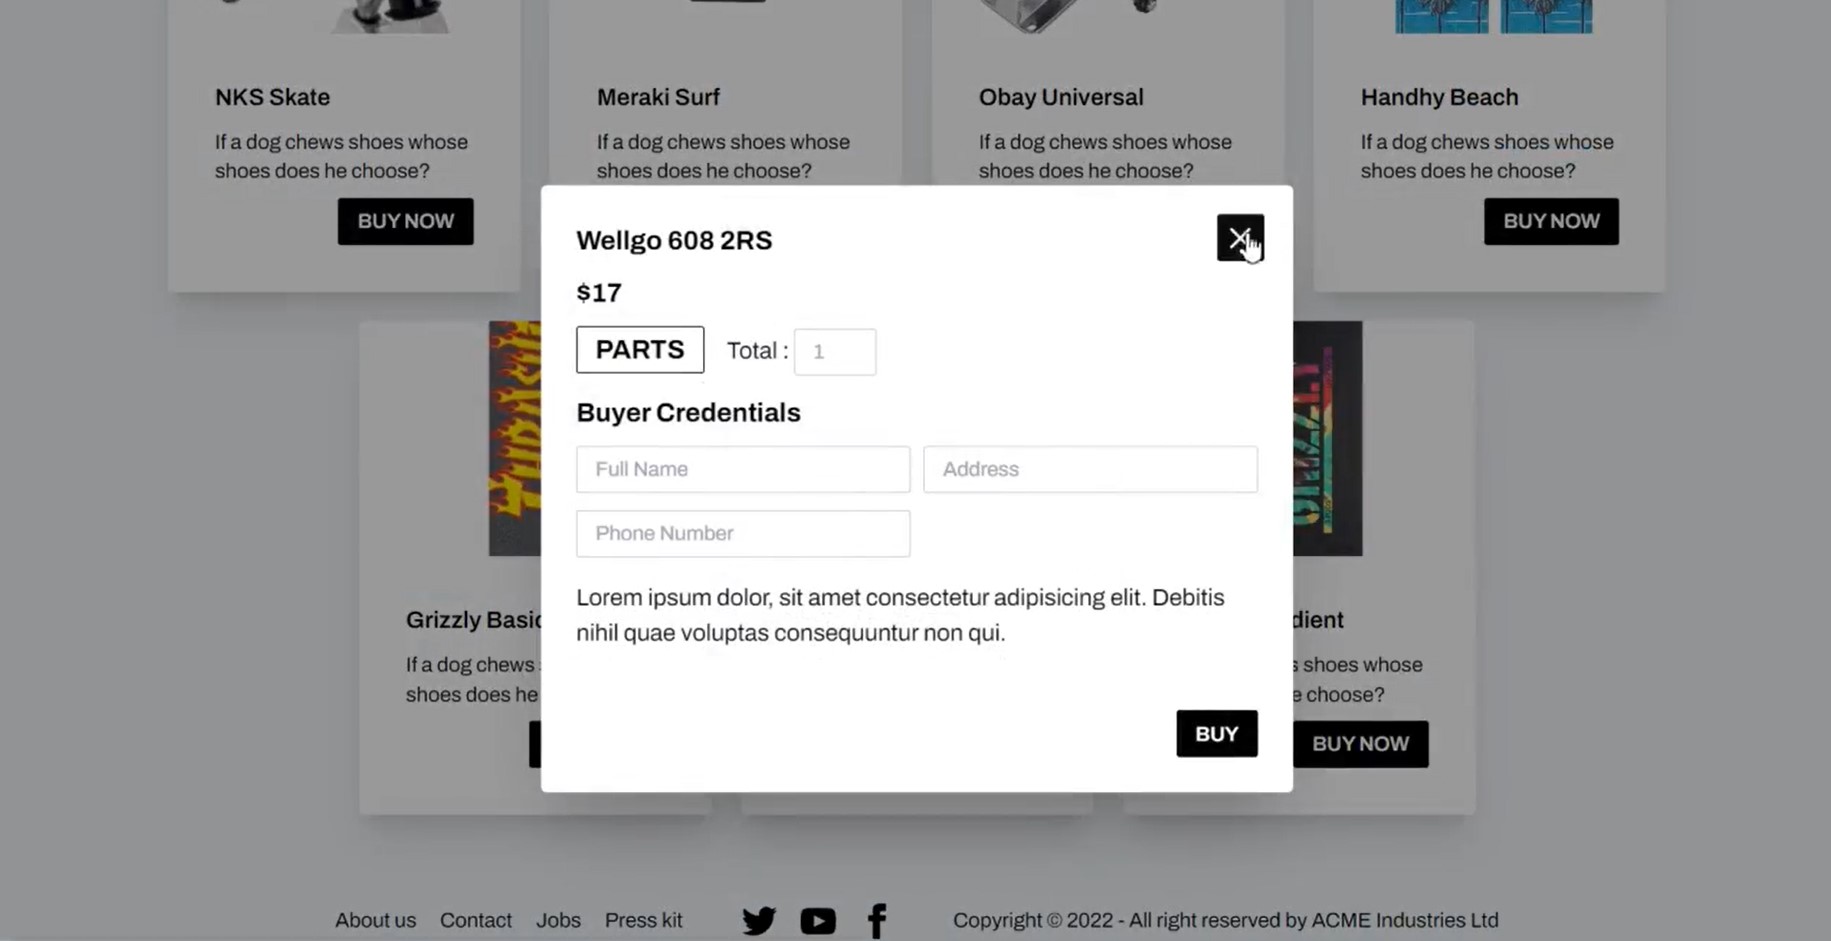 NKS Skate
If a dog chews shoes whose
shoes does he choose?
BUY NOW
Meraki Surf
If a dog chews shoes whose
shoes does he choose?
Obay Universal
If a dog chews shoes whose
shoes does he choose?
Handhy Beach
If a dog chews shoes whose
shoes does he choose?
BUY NOW
Wellgo 608 2RS
$17
PARTS
Total :
1
Buyer Credentials
Full Name
Address
Phone Number
Lorem ipsum dolor, sit amet consectetur adipisicing elit. Debitis
nihil quae voluptas consequuntur non qui.
BUY
Grizzly Basic
If a dog chews
shoes does he
dient
s shoes whose
e choose?
BUY NOW
About us
Contact
Jobs
Press kit
Copyright © 2022 - All right reserved by ACME Industries Ltd